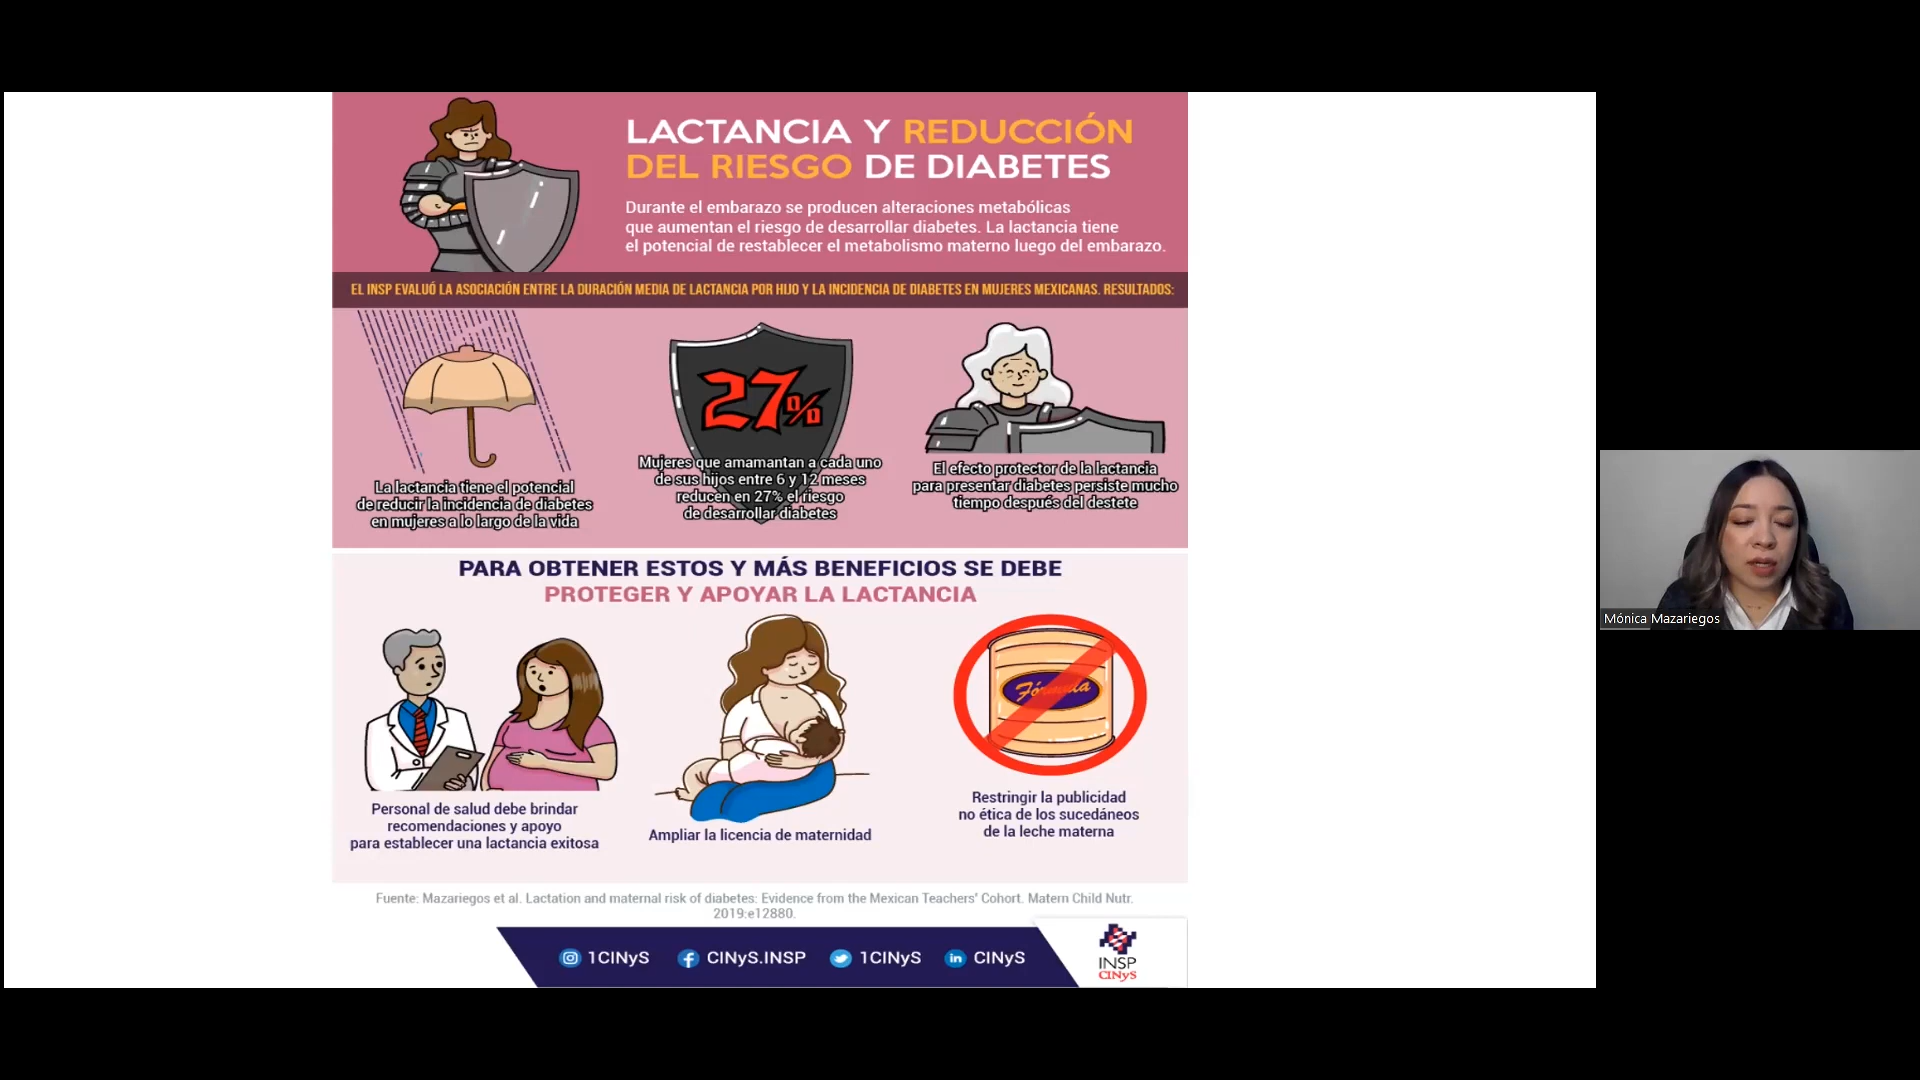 LACTANCIA Y REDUCCIÓN
DEL RIESGO DE DIABETES
Durante el embarazo se producen alteraciones metabólicas
que aumentan el riesgo de desarrollar diabetes. La lactancia tiene
el potencial de restablecer el metabolismo materno luego del embarazo.
EL INSP EVALUÓ LA ASOCIACIÓN ENTRE LA DURACIÓN MEDIA DE LACTANCIA POR HIJO Y LA INCIDENCIA DE DIABETES EN MUJERES MEXICANAS. RESULTADOS:
La lactancia tiene el potencial
de reducir la incidencia de diabetes
en mujeres a lo largo de la vida
27%
Mujeres que amamantan a cada uno
de sus hijos entre 6 y 12 meses
reducen en 27% el riesgo
de desarrollar diabetes
El efecto protector de la lactancia
para presentar diabetes persiste mucho
tiempo después del destete
PARA OBTENER ESTOS Y MÁS BENEFICIOS SE DEBE
PROTEGER Y APOYAR LA LACTANCIA
Personal de salud debe brindar
recomendaciones y apoyo
para establecer una lactancia exitosa
Ampliar la licencia de maternidad
Fórmula
Restringir la publicidad
no ética de los sucedáneos
de la leche materna
Fuente: Mazariegos et al. Lactation and maternal risk of diabetes: Evidence from the Mexican Teachers' Cohort. Matern Child Nutr.
2019:e12880.
1CINyS
CINyS.INSP
1CINyS
CINyS
INSP
CINyS
Mónica Mazariegos